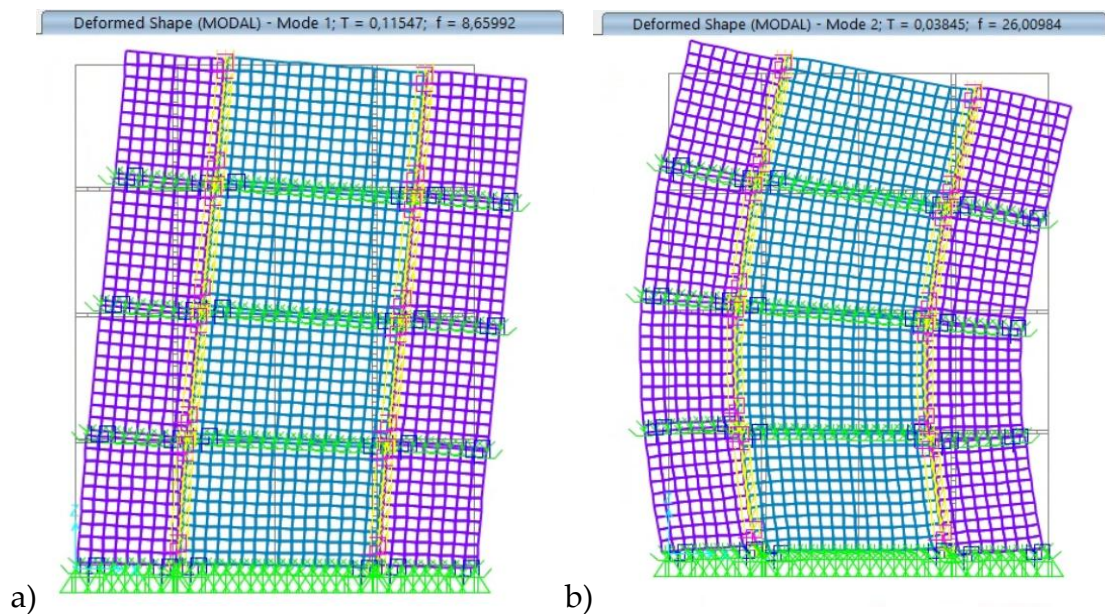 Deformed Shape (MODAL) - Mode 1; T = 0,11547; f = 8,65992
Deformed Shape (MODAL) - Mode 2; T = 0,03845; f = 26,00984
a)
b)